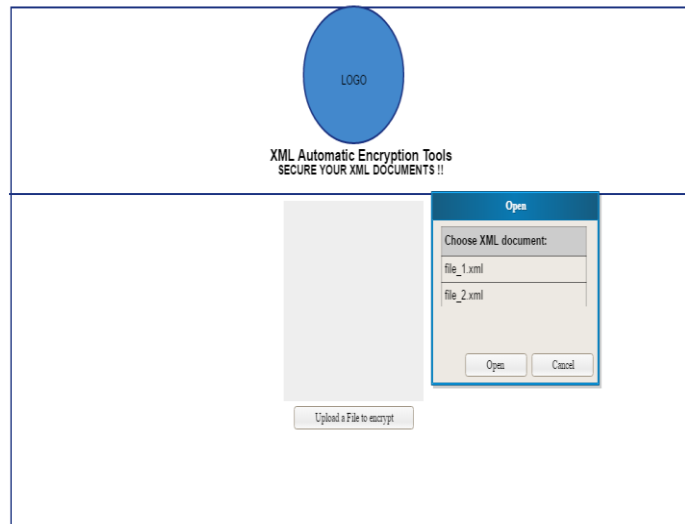 LOGO
XML Automatic Encryption Tools
SECURE YOUR XML DOCUMENTS !!
Open
Choose XML document:
file_1.xml
file_2.xml
Open
Cancel
Upload a File to encrypt